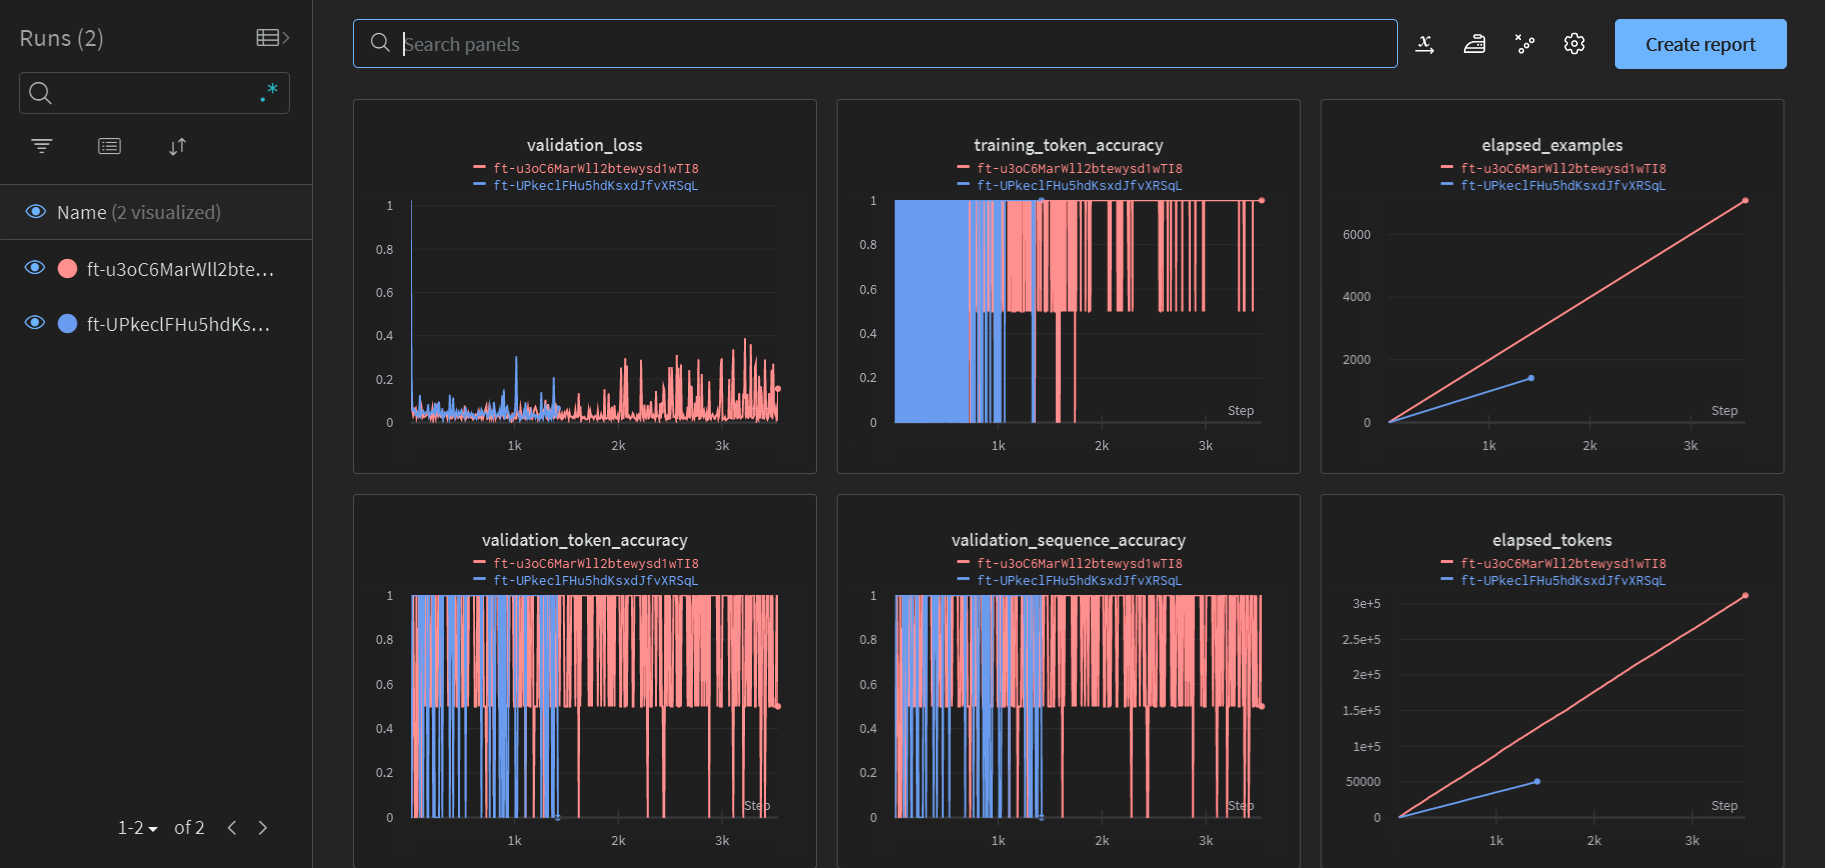 Runs (2)
.*
Name (2 visualized)
ft-u3oC6MarWll2bte...
ft-UPkeclFHu5hdKs...
1-2 of 2
Search panels
Create report
validation_loss
ft-u3oC6MarWll2btewysd1wTI8
ft-UPkeclFHu5hdKsxdJfvXRSqL
1
0.8
0.6
0.4
0.2
0
1k 2k 3k
training_token_accuracy
ft-u3oC6MarWll2btewysd1wTI8
ft-UPkeclFHu5hdKsxdJfvXRSqL
1
0.8
0.6
0.4
0.2
0
Step
1k 2k 3k
elapsed_examples
ft-u3oC6MarWll2btewysd1wTI8
ft-UPkeclFHu5hdKsxdJfvXRSqL
6000
4000
2000
0
Step
1k 2k 3k
validation_token_accuracy
ft-u3oC6MarWll2btewysd1wTI8
ft-UPkeclFHu5hdKsxdJfvXRSqL
1
0.8
0.6
0.4
0.2
0
Step
1k 2k 3k
validation_sequence_accuracy
ft-u3oC6MarWll2btewysd1wTI8
ft-UPkeclFHu5hdKsxdJfvXRSqL
1
0.8
0.6
0.4
0.2
0
Step
1k 2k 3k
elapsed_tokens
ft-u3oC6MarWll2btewysd1wTI8
ft-UPkeclFHu5hdKsxdJfvXRSqL
3e+5
2.5e+5
2e+5
1.5e+5
1e+5
50000
0
Step
1k 2k 3k